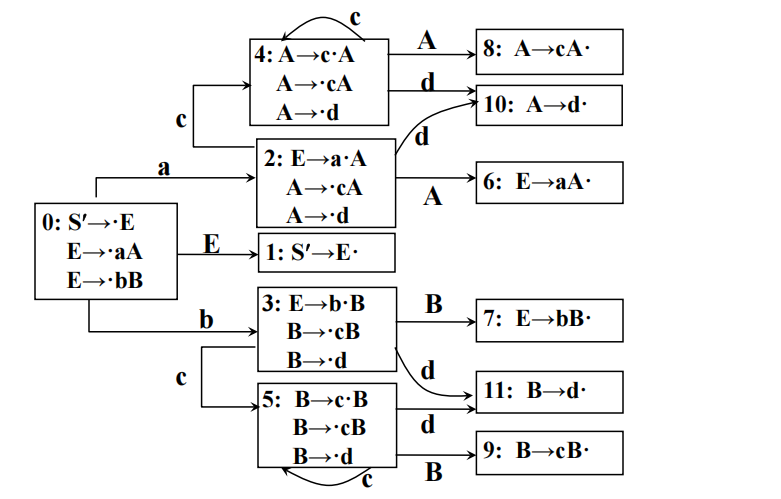 c
4: A→c·A
A→·cA
A→·d
A
8: A→cA·
d
10: A→d·
c
d
2: E→a·A
A→·cA
A→·d
a
A
6: E→aA·
0: S′→·E
E→·aA
E→·bB
E
1: S′→E·
3: E→b·B
B→·cB
B→·d
b
B
7: E→bB·
c
d
11: B→d·
5: B→c·B
B→·cB
B→·d
d
9: B→cB·
B
c